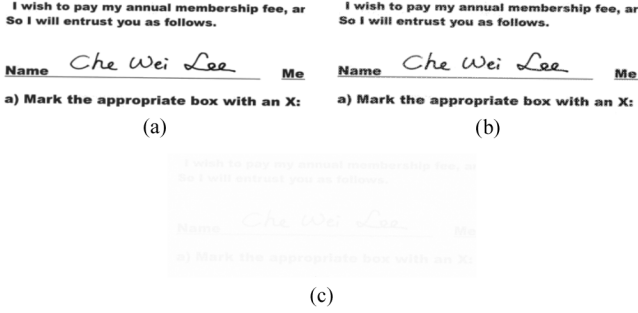 I wish to pay my annual membership fee, ar
So I will entrust you as follows.
Name Che Wei Lee Me
a) Mark the appropriate box with an X:
(a)
I wish to pay my annual membership fee, ar
So I will entrust you as follows.
Name Che Wei Lee Me
a) Mark the appropriate box with an X:
(b)
I wish to pay my annual membership fee, ar
So I will entrust you as follows.
Name Che Wei Lee Me
a) Mark the appropriate box with an X:
(c)